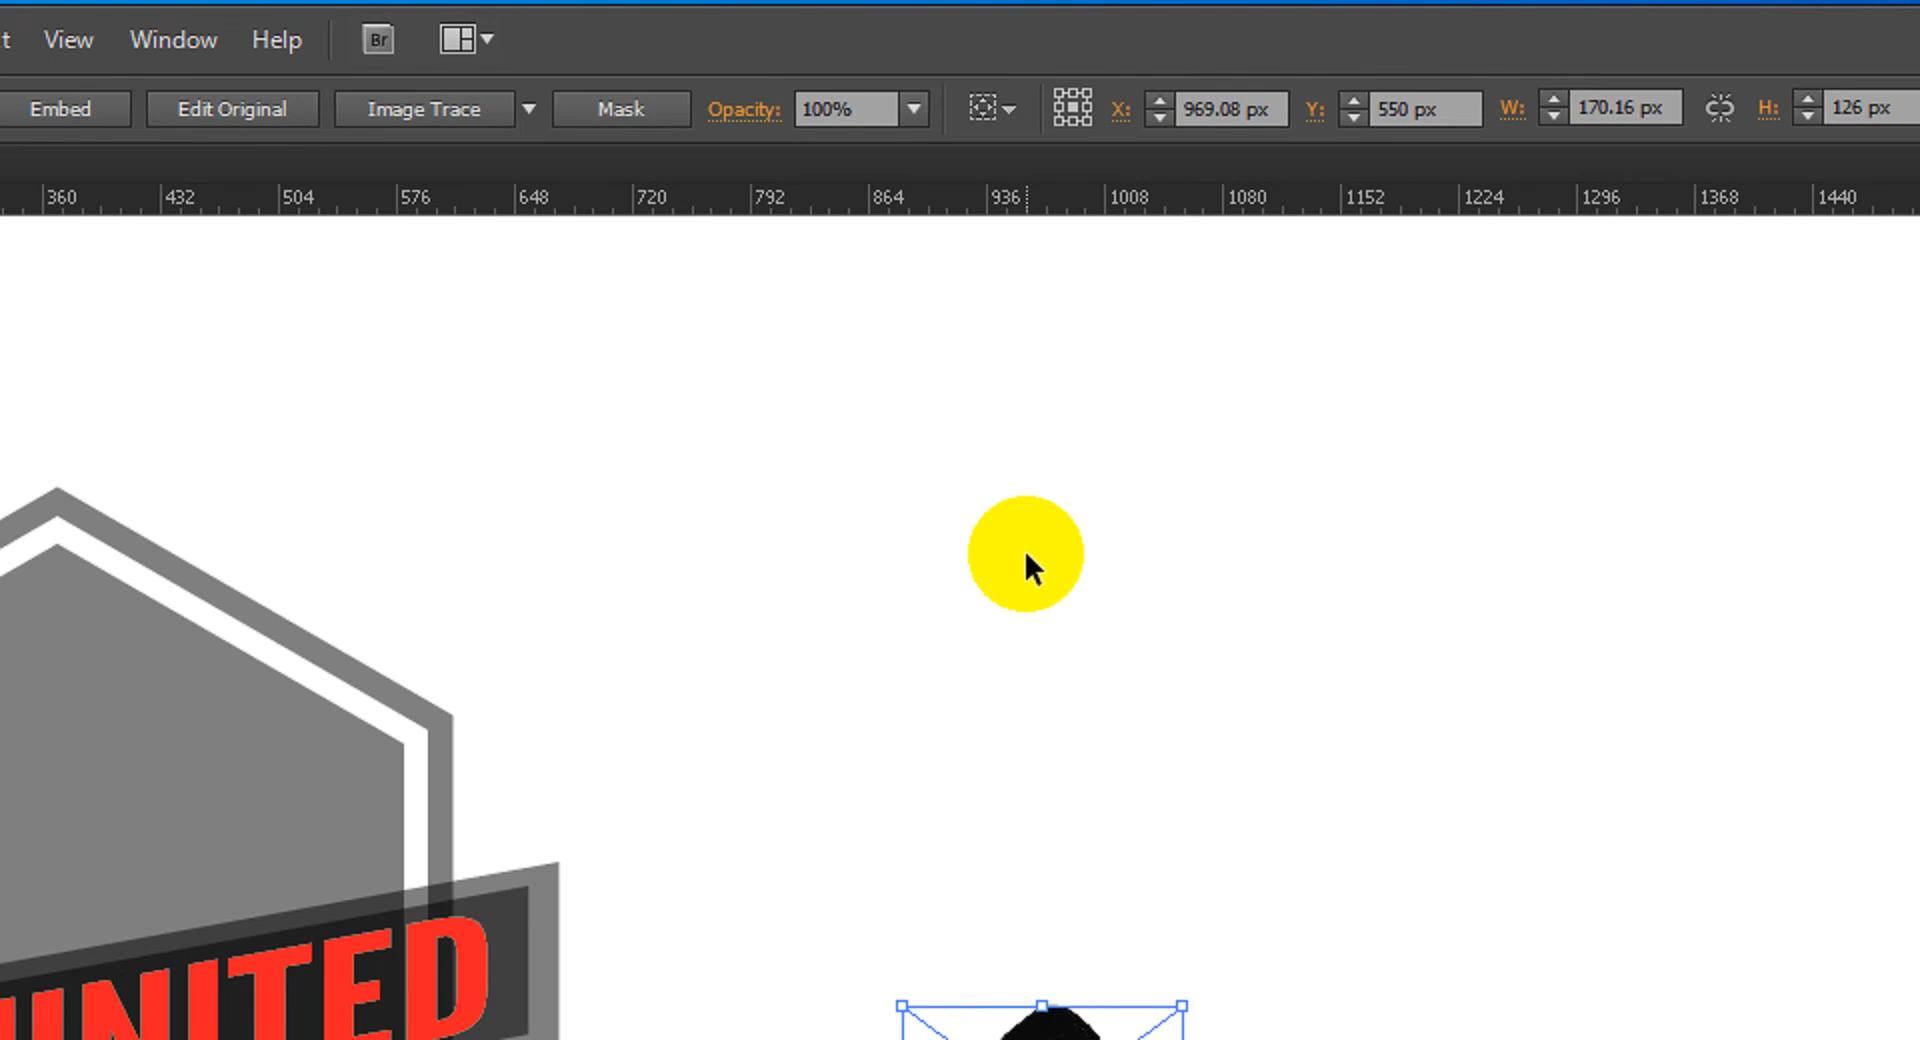 t View Window Help Br
Embed Edit Original Image Trace Mask Opacity: 100% X: 969.08 px Y: 550 px W: 170.16 px H: 126 px
360 432 504 576 648 720 792 864 936 1008 1080 1152 1224 1296 1368 1440
UNITED